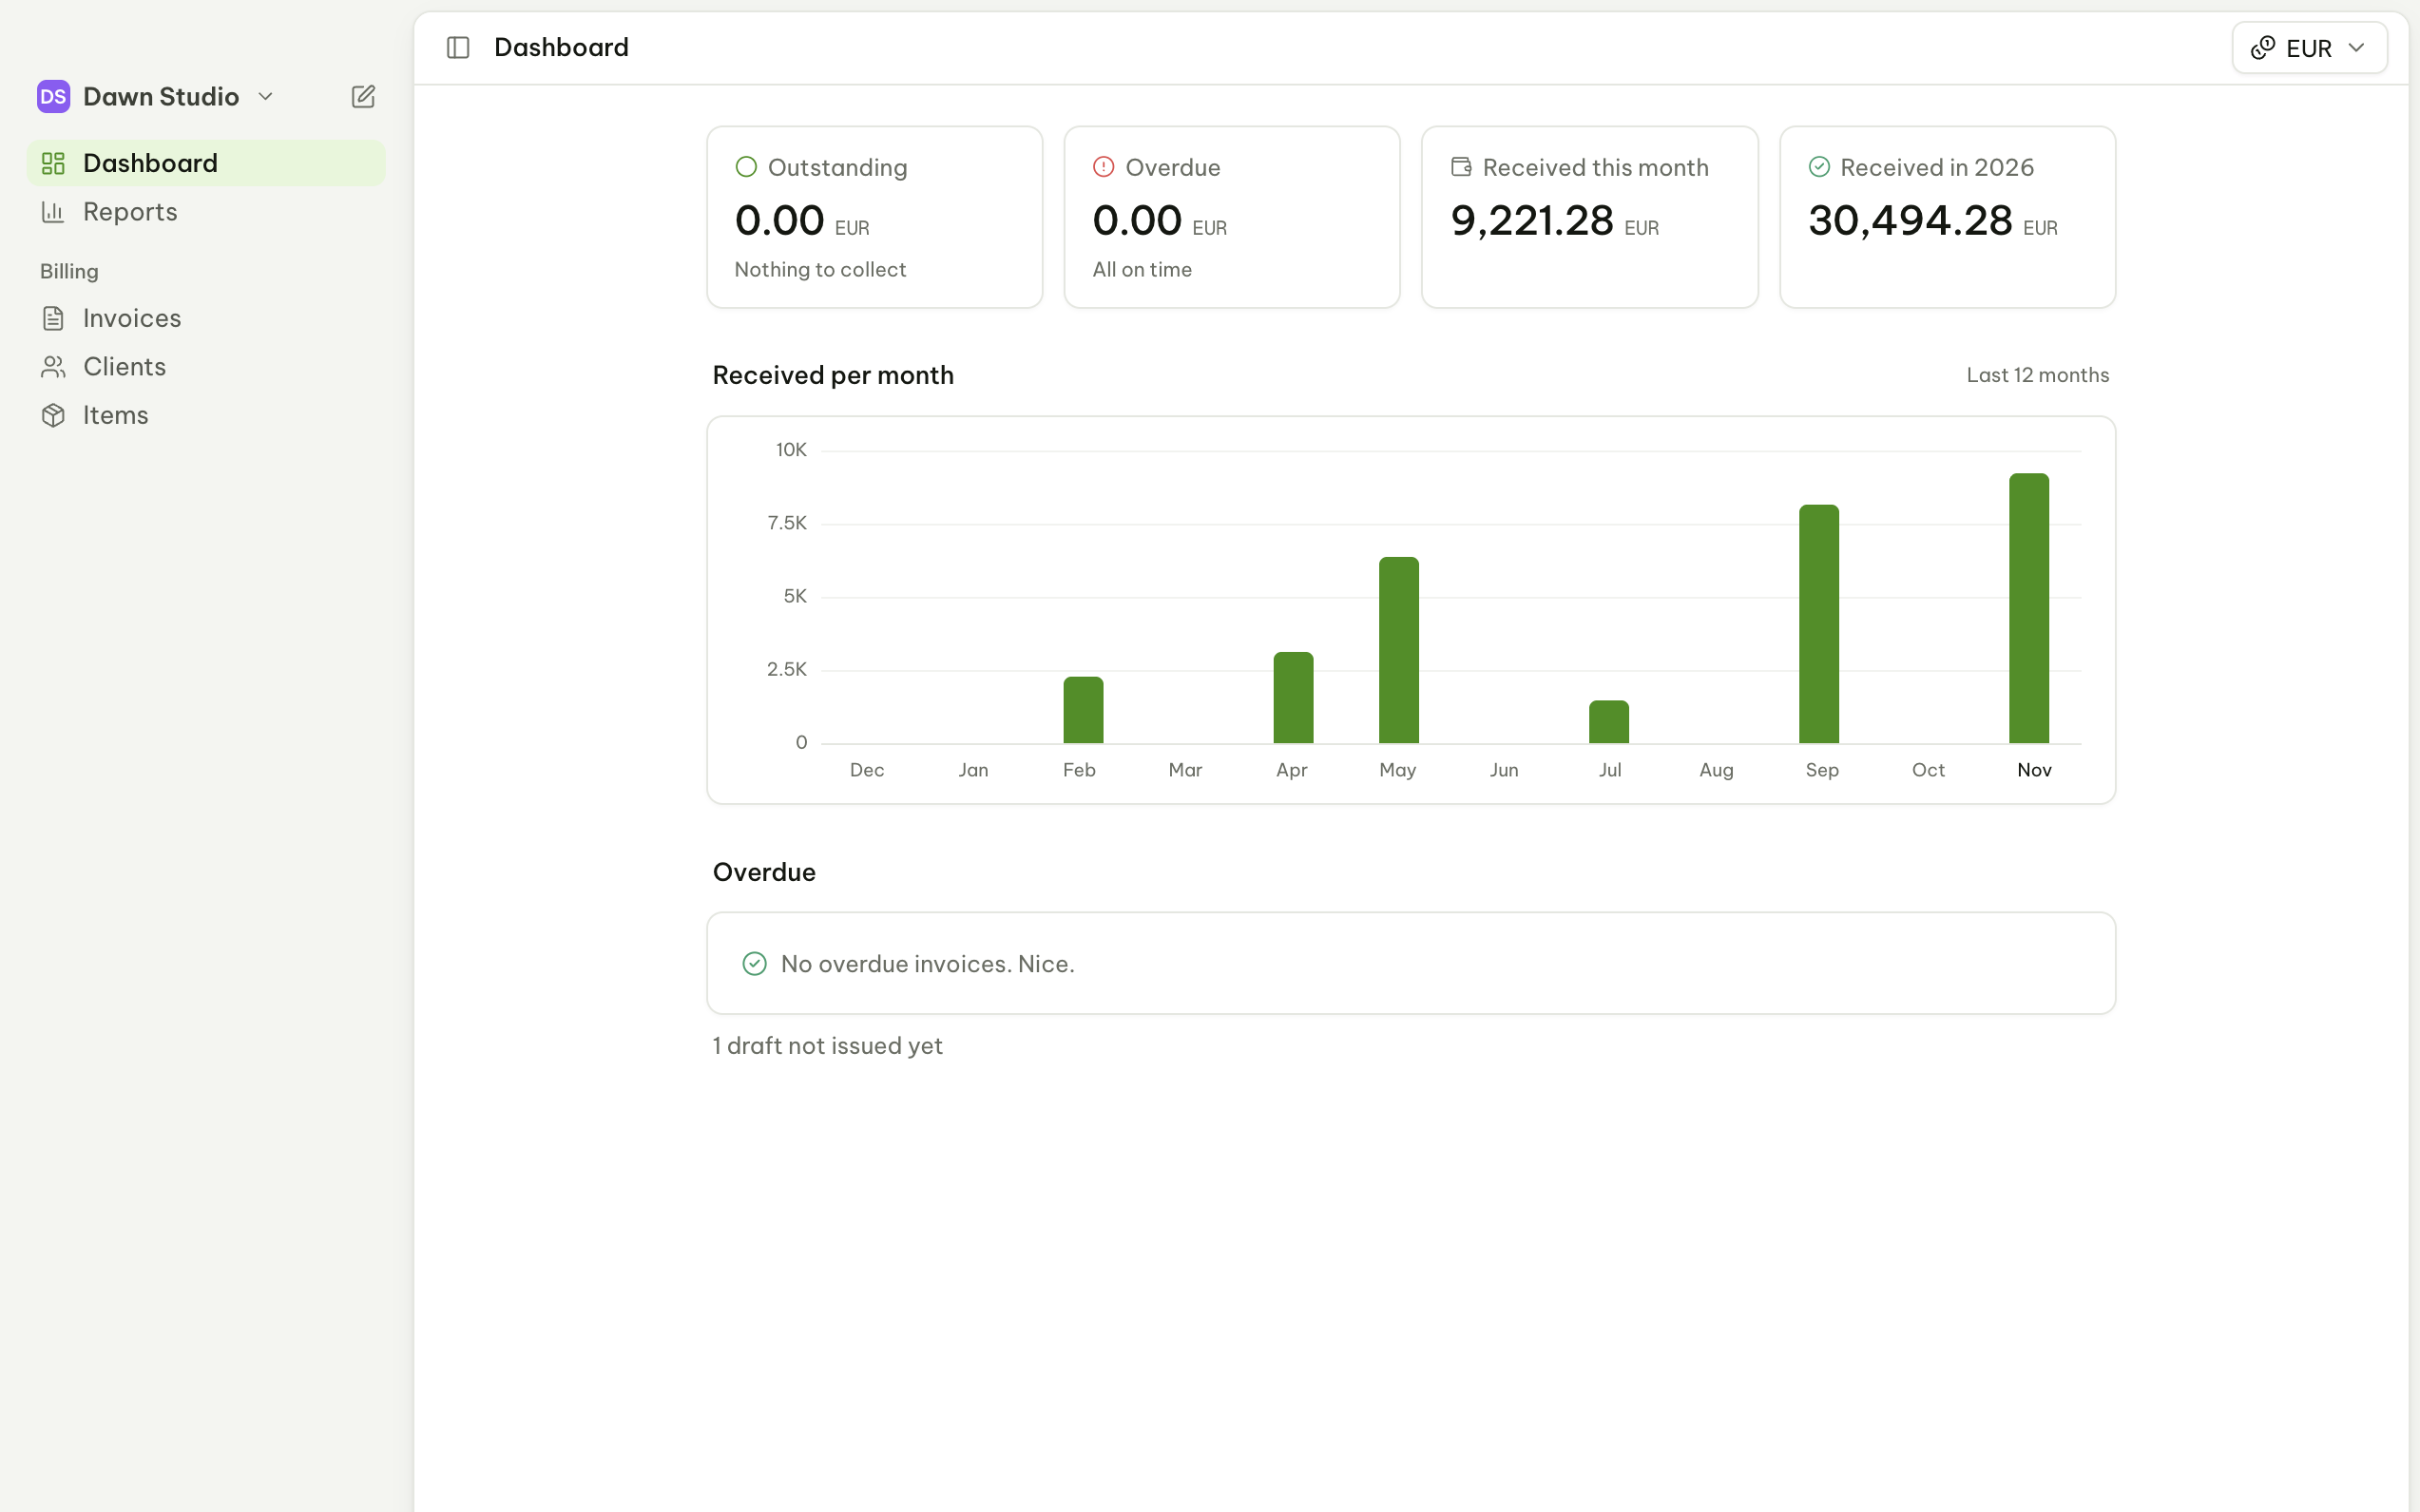 DS Dawn Studio
Dashboard
Reports
Billing
Invoices
Clients
Items
Dashboard
EUR
Outstanding
0.00 EUR
Nothing to collect
Overdue
0.00 EUR
All on time
Received this month
9,221.28 EUR
Received in 2026
30,494.28 EUR
Received per month
Last 12 months
10K
7.5K
5K
2.5K
0
Dec Jan Feb Mar Apr May Jun Jul Aug Sep Oct Nov
Overdue
No overdue invoices. Nice.
1 draft not issued yet